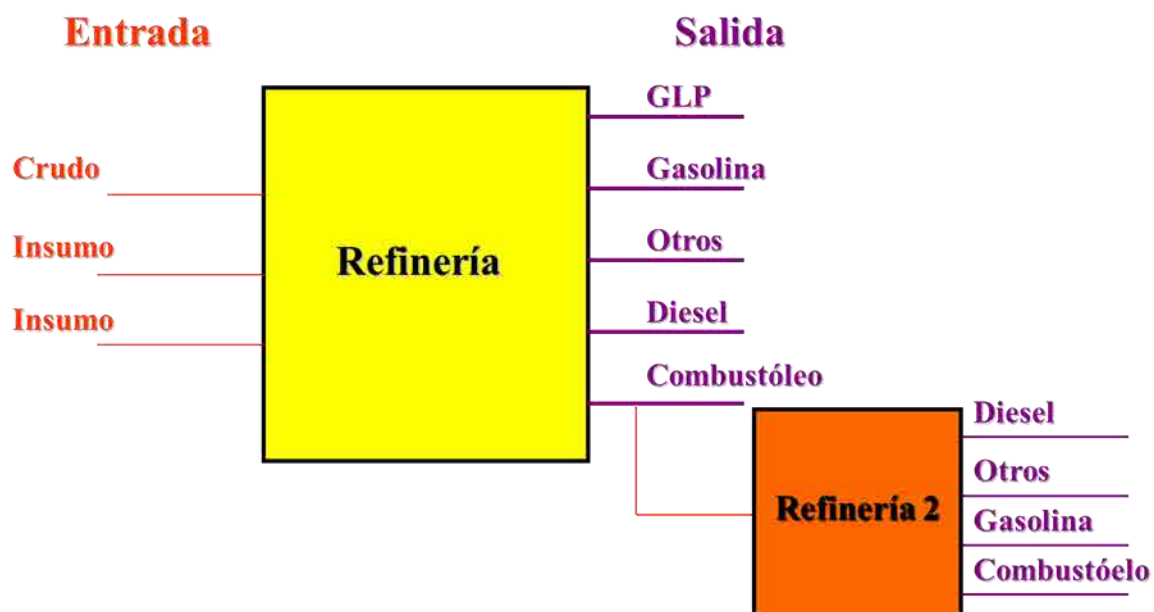 Entrada
Salida
GLP
Crudo
Gasolina
Insumo
Otros
Refinería
Insumo
Diesel
Combustóleo
Diesel
Otros
Refinería 2
Gasolina
Combustóelo